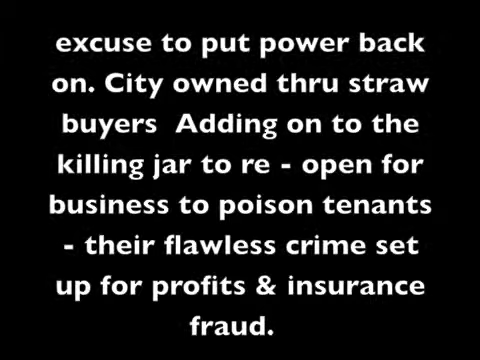 excuse to put power back
on. City owned thru straw
buyers  Adding on to the
killing jar to re - open for
business to poison tenants
- their flawless crime set
up for profits & insurance
fraud.